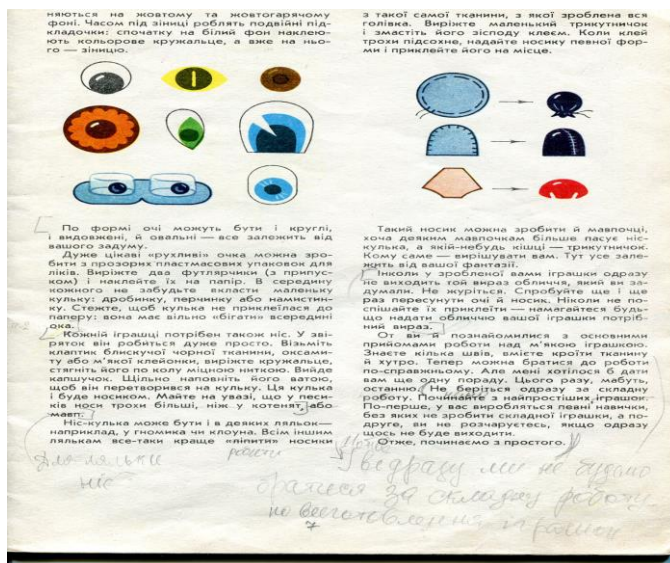 няються на жовтому та жовтогарячому
фоні. Часом під зіниці роблять подвійні під-
кладочки: спочатку на білий фон наклею-
ють кольорове кружальце, а вже на ньо-
го — зіницю.
По формі очі можуть бути і круглі,
і видовжені, й овальні — все заложить від
вашого задуму.
Дуже цікаві «рухливі» очка можна зро-
бити з прозорих пластмасових упаковок для
ліків. Виріжте два футлярчики (з припус-
ком) і наклейте їх на папір. В середину
кожного не забудьте вкласти маленьку
кульку: дробинку, перчинку або намистин-
ку. Стежте, щоб кулька не приклеїлася до
паперу: вона має вільно «бігати» всередині
ока.
Кожній іграшці потрібен також ніс. У зві-
ряток він робиться дуже просто. Візьміть
клаптик блискучої чорної тканини, оксами-
ту або м'якої клейонки, виріжте кружальце,
стягніть його по колу міцною ниткою. Вийде
капшучок. Щільно наповніть його ватою,
щоб він перетворився на кульку. Ця кулька
і буде носиком. Майте на увазі, що у песи-
ків носи трохи більші, ніж у котенят, або
мавп.
Ніс-кулька може бути і в деяких ляльок —
наприклад, у гномика чи клоуна. Всім іншим
лялькам все-таки краще «ліпити» носики
з такої самої тканини, з якої зроблена вся
голівка. Виріжте маленький трикутничок
і змастіть його зісподу клеєм. Коли клей
трохи підсохне, надайте носику певної фор-
ми і приклейте його на місце.
Такий носик можна зробити й мавпочці,
хоча деяким мавпочкам більше пасує ніс-
кулька, а якій-небудь кішці — трикутничок.
Кому саме — вирішувати вам. Тут усе зале-
жить від вашої фантазії.
Інколи у зробленої вами іграшки одразу
не виходить той вираз обличчя, який ви за-
думали. Не журіться. Спробуйте ще і ще
раз пересунути очі й носик. Ніколи не по-
спішайте їх приклеїти — намагайтеся будь-
що надати обличчю вашої іграшки потріб-
ний вираз.
От ви й познайомилися з основними
прийомами роботи над м'якою іграшкою.
Знаєте кілька швів, вмієте кроїти тканину
й хутро. Тепер можна братися до роботи
по-справжньому. Але мені хотілося б дати
вам ще одну пораду. Цього разу, мабуть,
останню. Не беріться одразу за складну
роботу. Починайте з найпростіших іграшок.
По-перше, у вас виробляться певні навички,
без яких не зробити складної іграшки, а по-
друге, ви не розчаруєтесь, якщо одразу
щось не буде виходити.
Отже, починаємо з простого.
Для ляльки
ніс
роботи
відразу ми не будемо
братися за складну роботу
по виготовлення іграшок
7